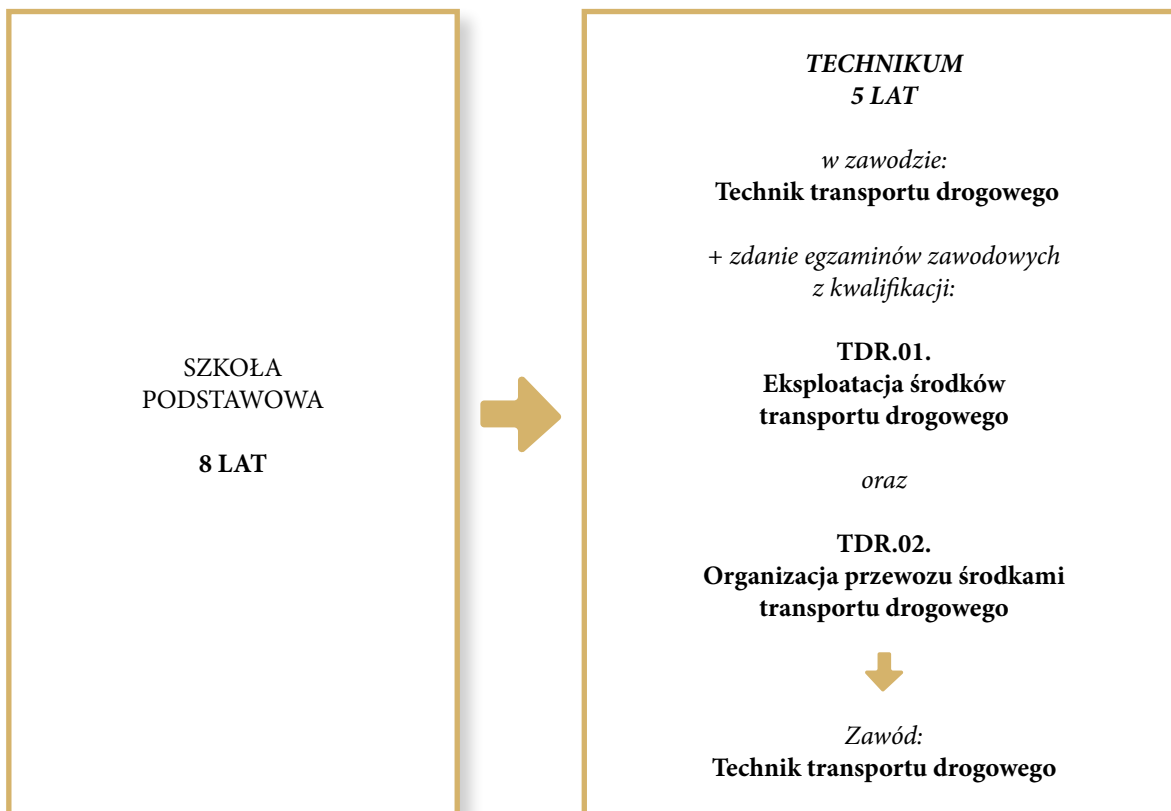 SZKOŁA
PODSTAWOWA
8 LAT
TECHNIKUM
5 LAT
w zawodzie:
Technik transportu drogowego
+ zdanie egzaminów zawodowych
z kwalifikacji:
TDR.01.
Eksploatacja środków
transportu drogowego
oraz
TDR.02.
Organizacja przewozu środkami
transportu drogowego
Zawód:
Technik transportu drogowego